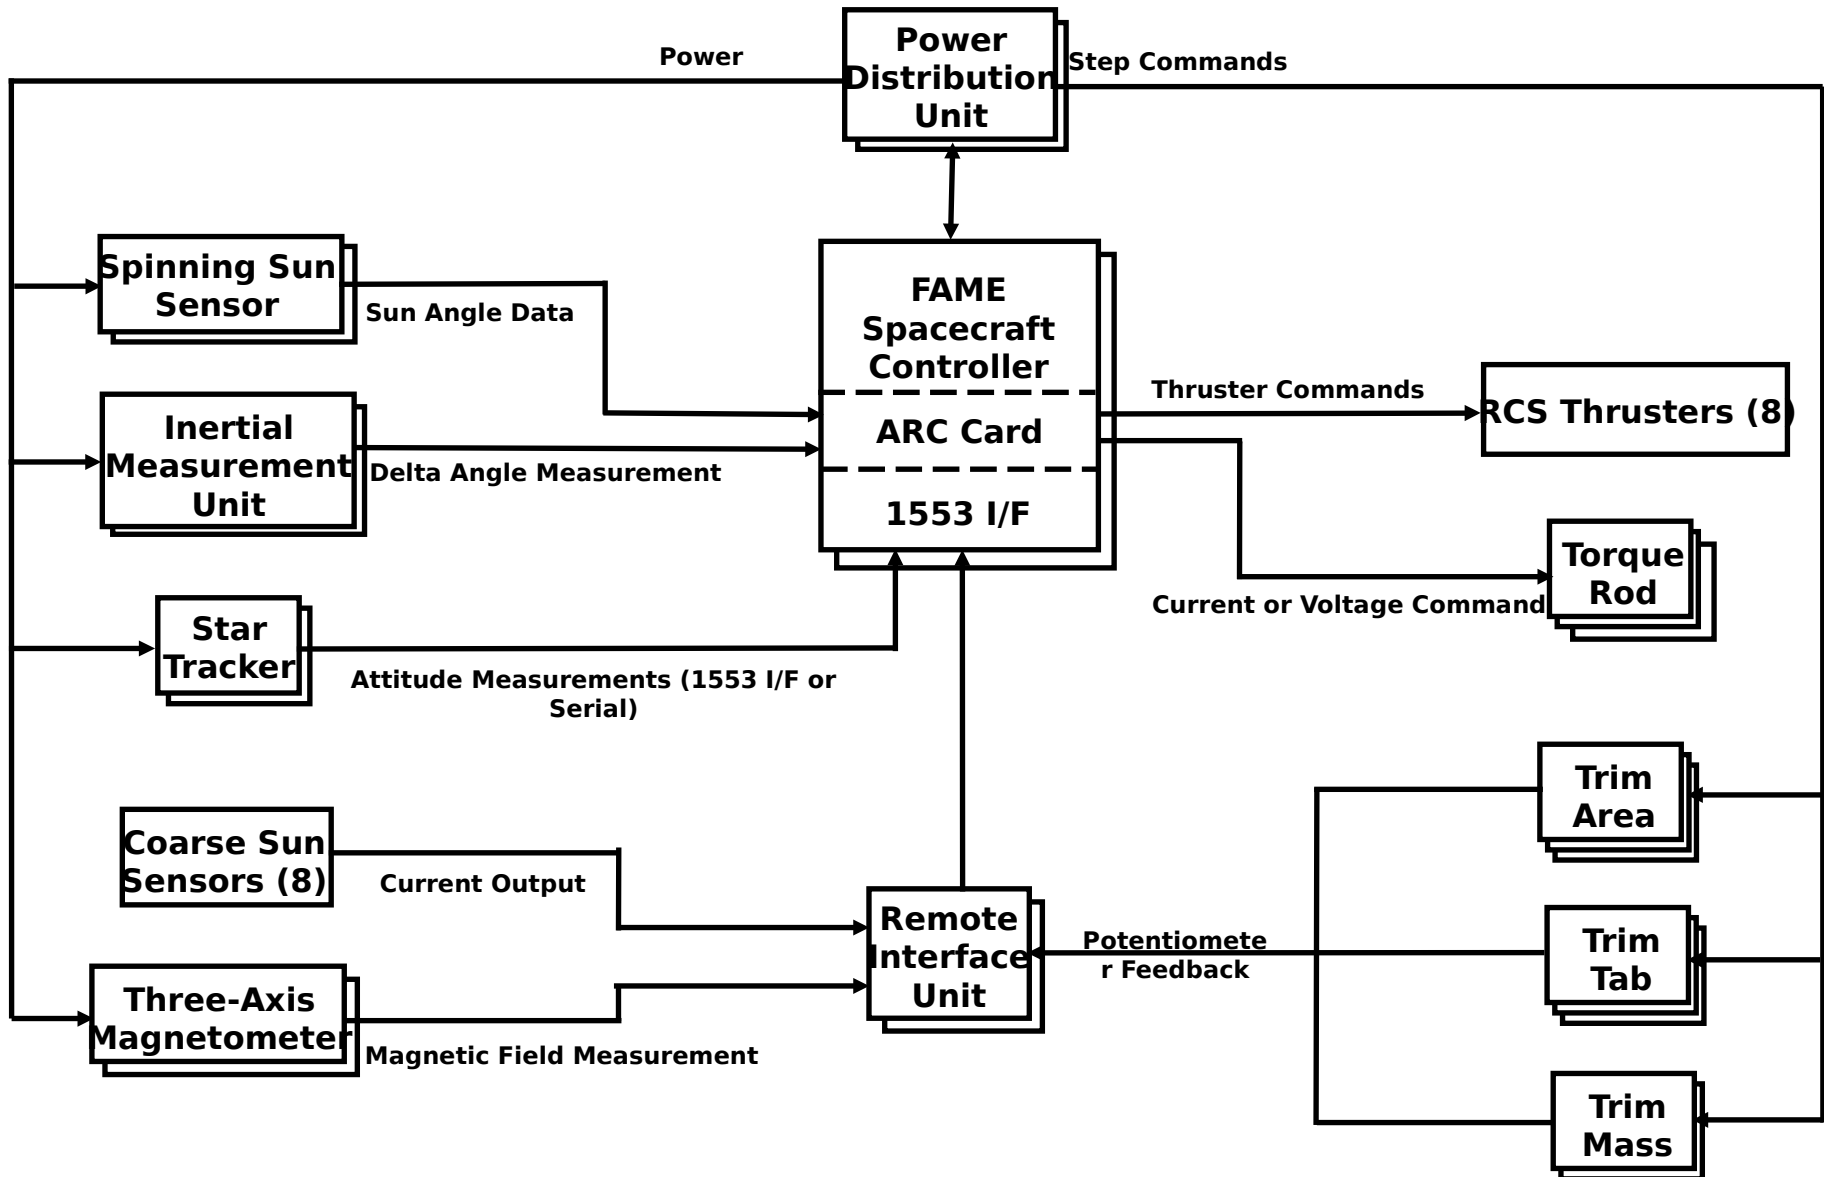 Power
Power
Distribution
Unit
Step Commands
Spinning Sun
Sensor
Sun Angle Data
FAME
Spacecraft
Controller
ARC Card
1553 I/F
Thruster Commands
RCS Thrusters (8)
Inertial
Measurement
Unit
Delta Angle Measurement
Torque
Rod
Current or Voltage Command
Star
Tracker
Attitude Measurements (1553 I/F or
Serial)
Trim
Area
Coarse Sun
Sensors (8)
Current Output
Remote
Interface
Unit
Potentiomete
r Feedback
Trim
Tab
Three-Axis
Magnetometer
Magnetic Field Measurement
Trim
Mass